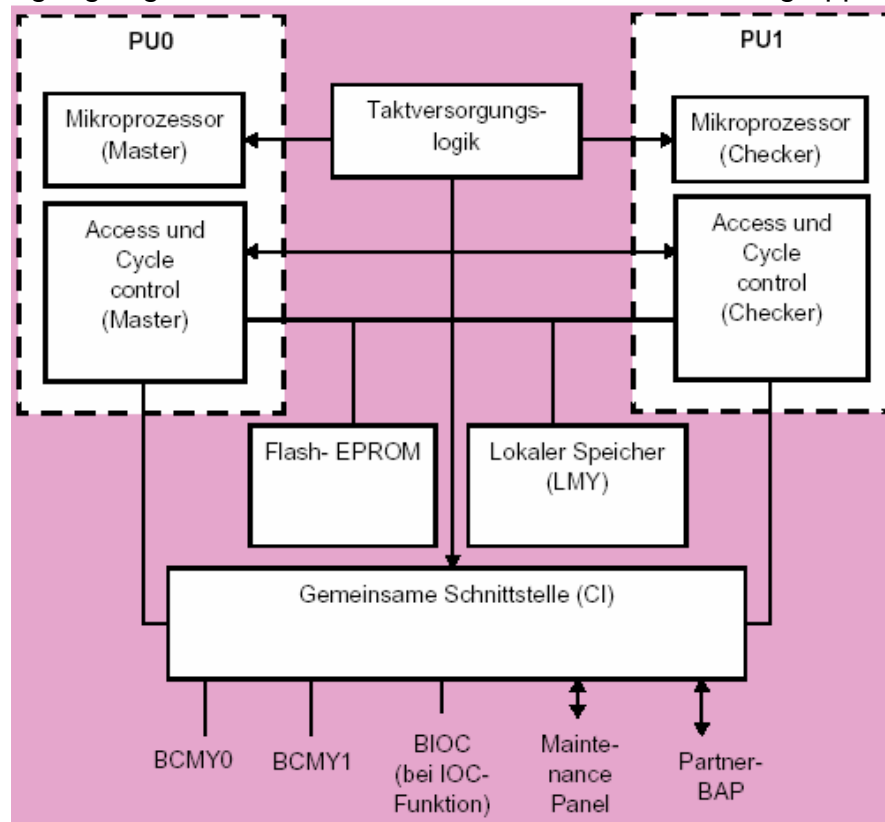 PU0
PU1
Mikroprozessor
(Master)
Taktversorgungs-
logik
Mikroprozessor
(Checker)
Access und
Cycle
control
(Master)
Access und
Cycle
control
(Checker)
Flash- EPROM
Lokaler Speicher
(LMY)
Gemeinsame Schnittstelle (CI)
BCMY0
BCMY1
BIOC
(bei IOC-
Funktion)
Mainte-
nance
Panel
Partner-
BAP